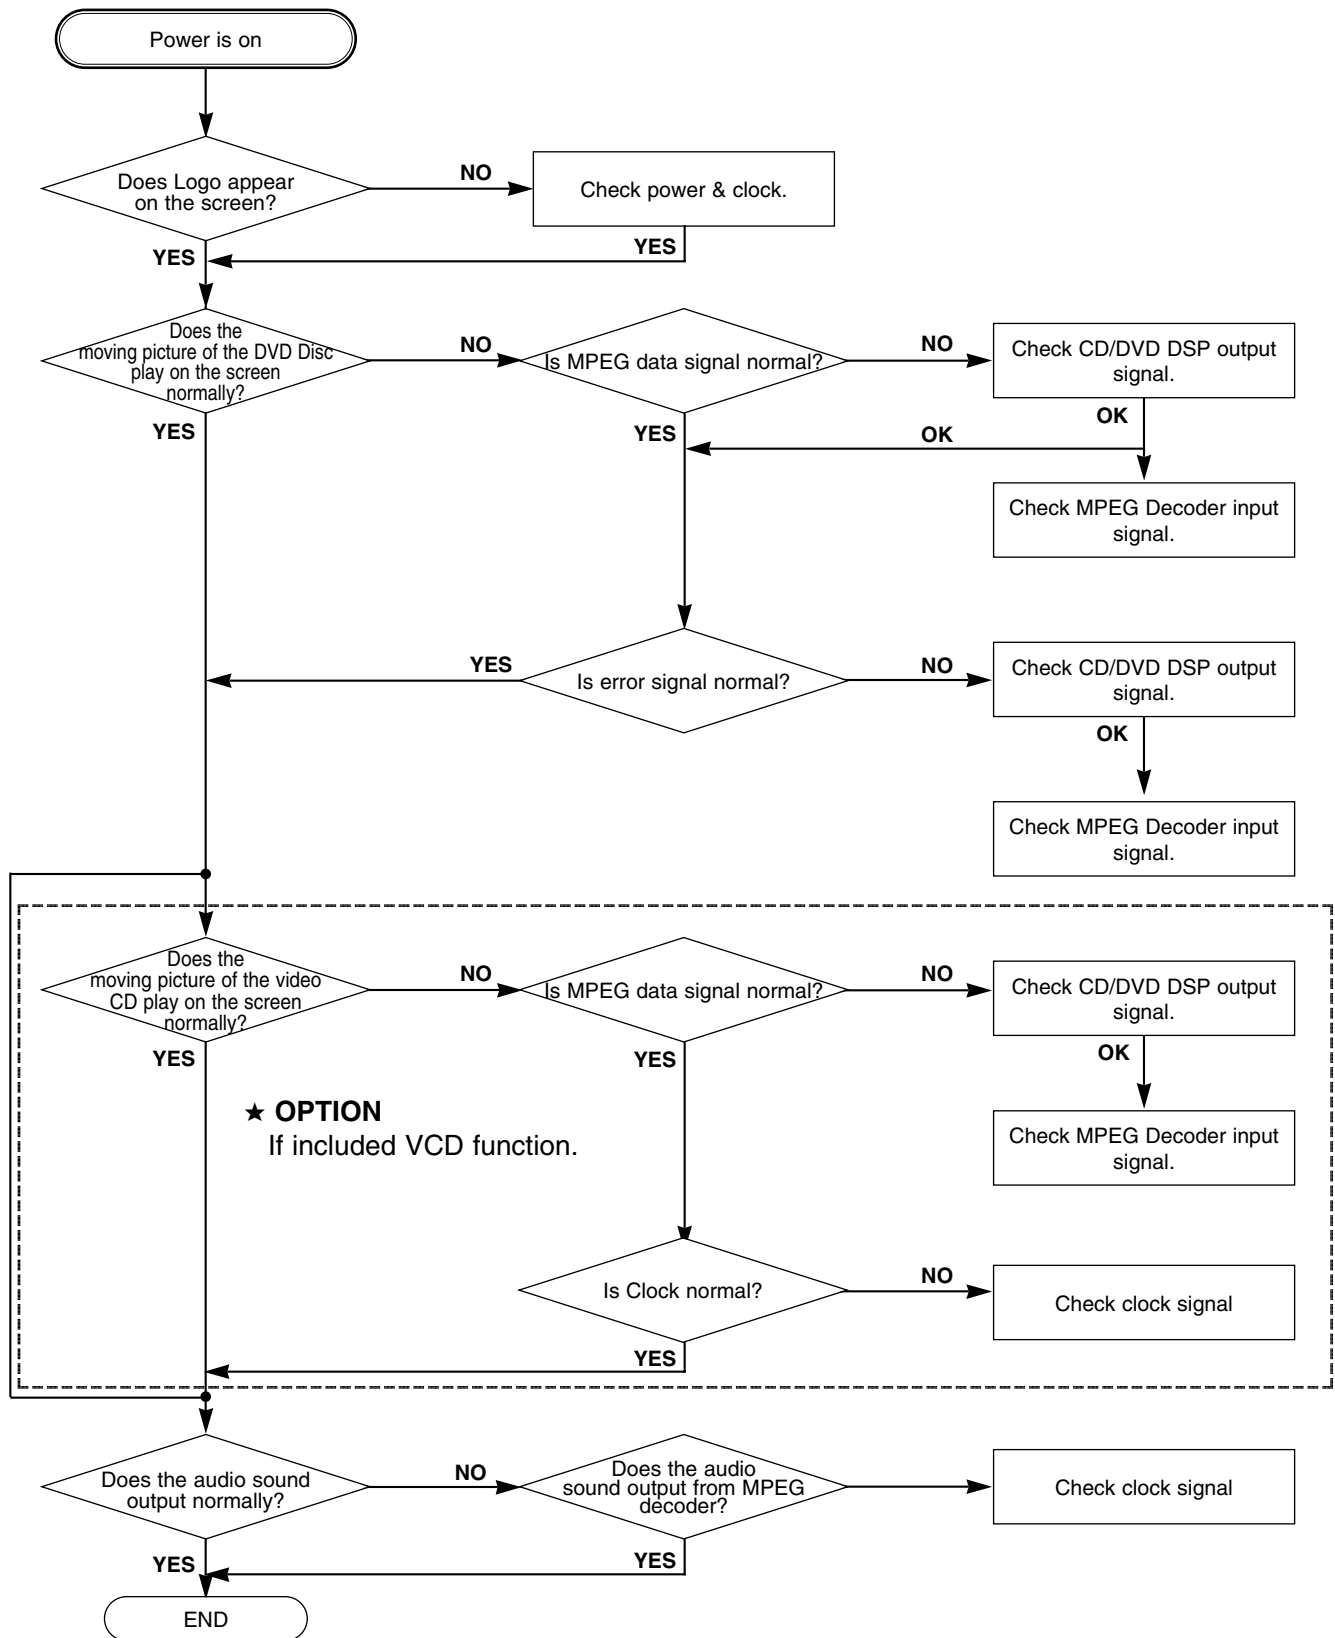 Power is on
Does Logo appear
on the screen?
NO
Check power & clock.
YES
YES
Does the
moving picture of the DVD Disc
play on the screen
normally?
NO
Is MPEG data signal normal?
NO
Check CD/DVD DSP output
signal.
YES
YES
OK
OK
Check MPEG Decoder input
signal.
YES
Is error signal normal?
NO
Check CD/DVD DSP output
signal.
OK
Check MPEG Decoder input
signal.
Does the
moving picture of the video
CD play on the screen
normally?
NO
Is MPEG data signal normal?
NO
Check CD/DVD DSP output
signal.
YES
YES
OK
★ OPTION
If included VCD function.
Check MPEG Decoder input
signal.
Is Clock normal?
NO
Check clock signal
YES
Does the audio sound
output normally?
NO
Does the audio
sound output from MPEG
decoder?
Check clock signal
YES
YES
END